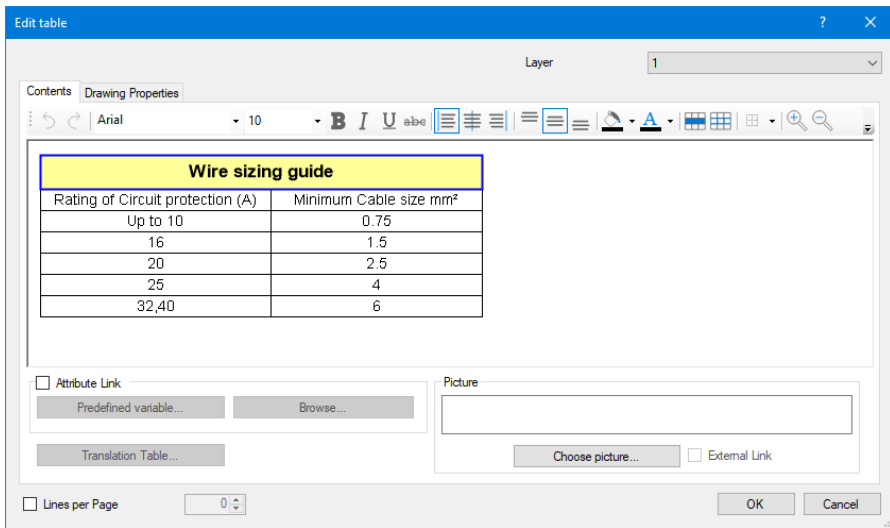 Edit table
Layer 1
Contents Drawing Properties
Arial 10 B I U abc A
Wire sizing guide
Rating of Circuit protection (A) Minimum Cable size mm²
Up to 10 0.75
16 1.5
20 2.5
25 4
32,40 6
Attribute Link Picture
Predefined variable... Browse...
Translation Table... Choose picture... External Link
Lines per Page 0 OK Cancel